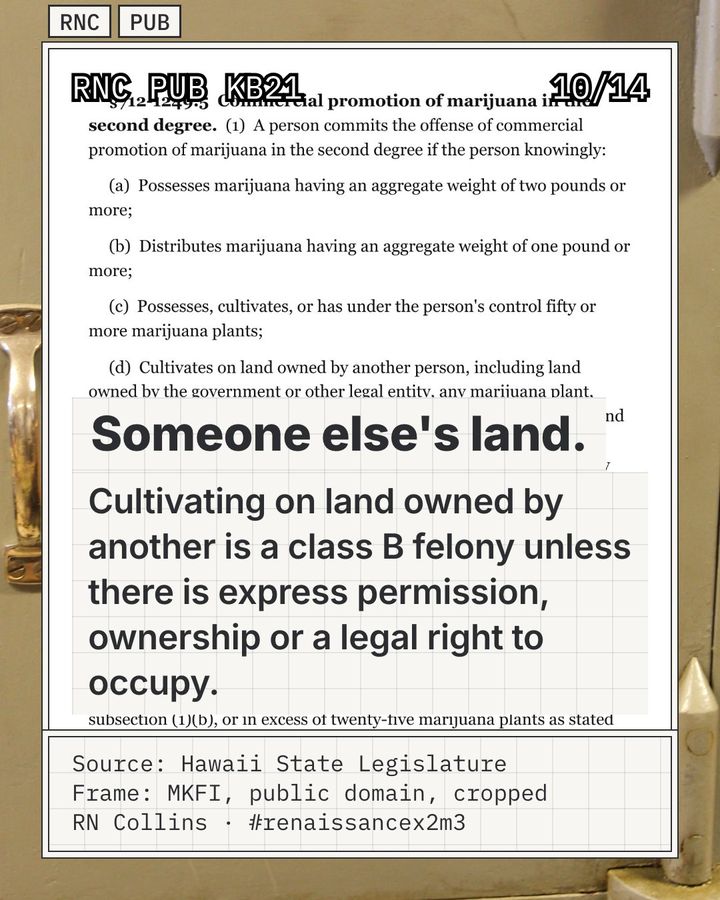 RNC PUB
RNC PUB KB21 10/14
§712-1249.5 Commercial promotion of marijuana in the
second degree. (1) A person commits the offense of commercial
promotion of marijuana in the second degree if the person knowingly:
(a) Possesses marijuana having an aggregate weight of two pounds or
more;
(b) Distributes marijuana having an aggregate weight of one pound or
more;
(c) Possesses, cultivates, or has under the person's control fifty or
more marijuana plants;
(d) Cultivates on land owned by another person, including land
owned by the government or other legal entity, any marijuana plant,
Someone else's land.
Cultivating on land owned by
another is a class B felony unless
there is express permission,
ownership or a legal right to
occupy.
subsection (1)(b), or in excess of twenty-five marijuana plants as stated
Source: Hawaii State Legislature
Frame: MKFI, public domain, cropped
RN Collins · #renaissancex2m3